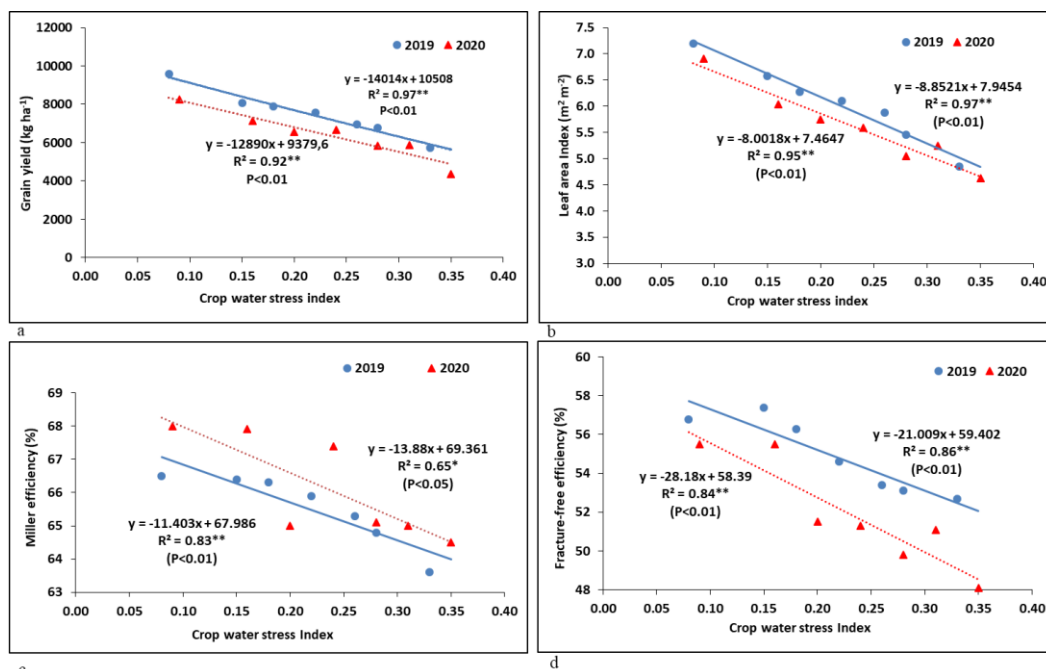 12000
10000
8000
6000
4000
2000
0
Grain yield (kg ha⁻¹)
2019 2020
y = -14014x + 10508
R² = 0.97**
P<0.01
y = -12890x + 9379,6
R² = 0.92**
P<0.01
0.00 0.05 0.10 0.15 0.20 0.25 0.30 0.35 0.40
Crop water stress index
a
7.5
7.0
6.5
6.0
5.5
5.0
4.5
4.0
3.5
3.0
Leaf area Index (m² m⁻²)
2019 2020
y = -8.8521x + 7.9454
R² = 0.97**
(P<0.01)
y = -8.0018x + 7.4647
R² = 0.95**
(P<0.01)
0.00 0.05 0.10 0.15 0.20 0.25 0.30 0.35 0.40
Crop water stress index
b
69
68
67
66
65
64
63
Miller efficiency (%)
2019 2020
y = -13.88x + 69.361
R² = 0.65*
(P<0.05)
y = -11.403x + 67.986
R² = 0.83**
(P<0.01)
0.00 0.05 0.10 0.15 0.20 0.25 0.30 0.35 0.40
Crop water stress Index
60
58
56
54
52
50
48
Fracture-free efficiency (%)
2019 2020
y = -21.009x + 59.402
R² = 0.86**
(P<0.01)
y = -28.18x + 58.39
R² = 0.84**
(P<0.01)
0.00 0.05 0.10 0.15 0.20 0.25 0.30 0.35 0.40
Crop water stress Index
d